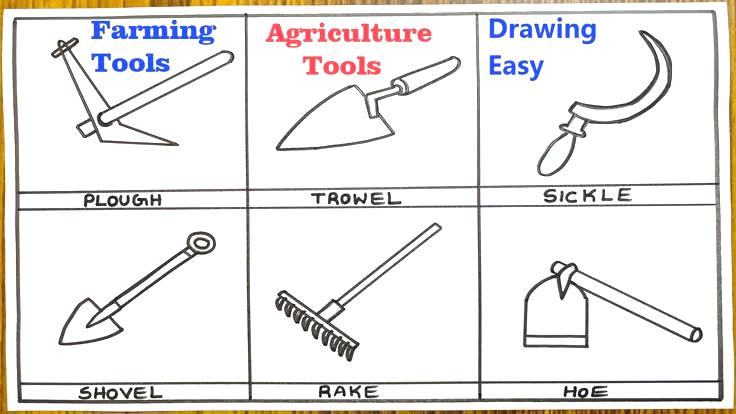 Farming
Tools
Agriculture
Tools
Drawing
Easy
PLOUGH
TROWEL
SICKLE
SHOVEL
RAKE
HOE